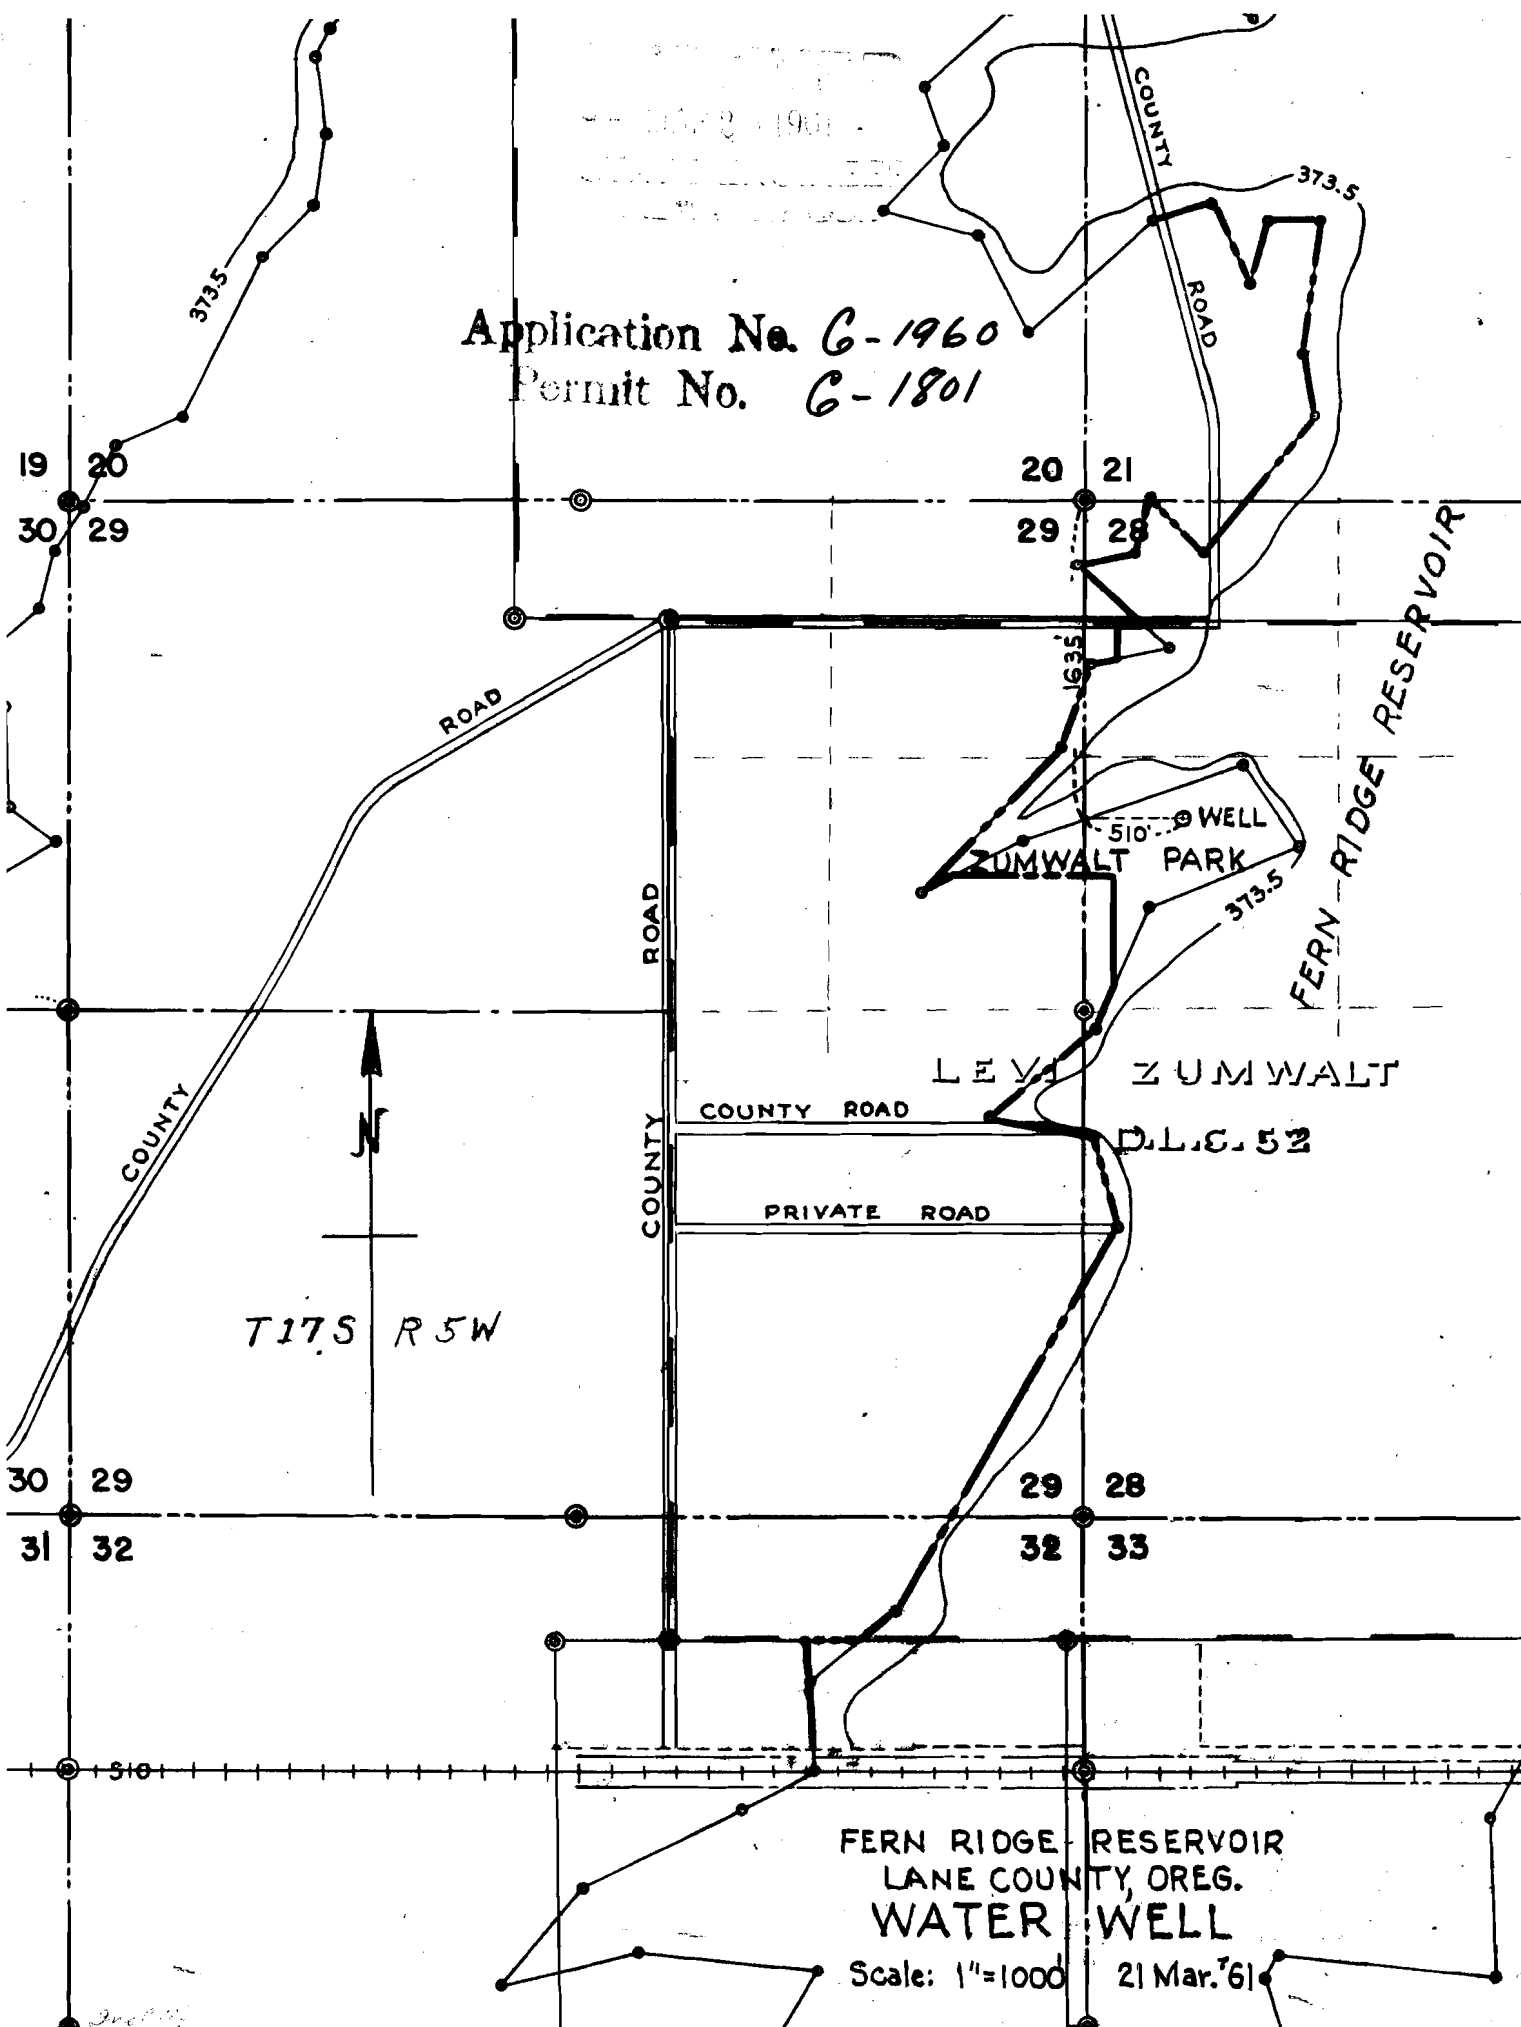 COUNTY
ROAD
373.5
373.5
Application No. G-1960
Permit No. G-1801
19 20
30 29
20 21
29 28
FERN RIDGE RESERVOIR
1635'
ROAD
COUNTY
510'
WELL
ZUMWALT PARK
373.5
ROAD
COUNTY
N
LEVI ZUMWALT
D.L.C. 52
COUNTY ROAD
PRIVATE ROAD
T17S R5W
30 29
31 32
29 28
32 33
FERN RIDGE RESERVOIR
LANE COUNTY, OREG.
WATER WELL
Scale: 1"=1000' 21 Mar. '61